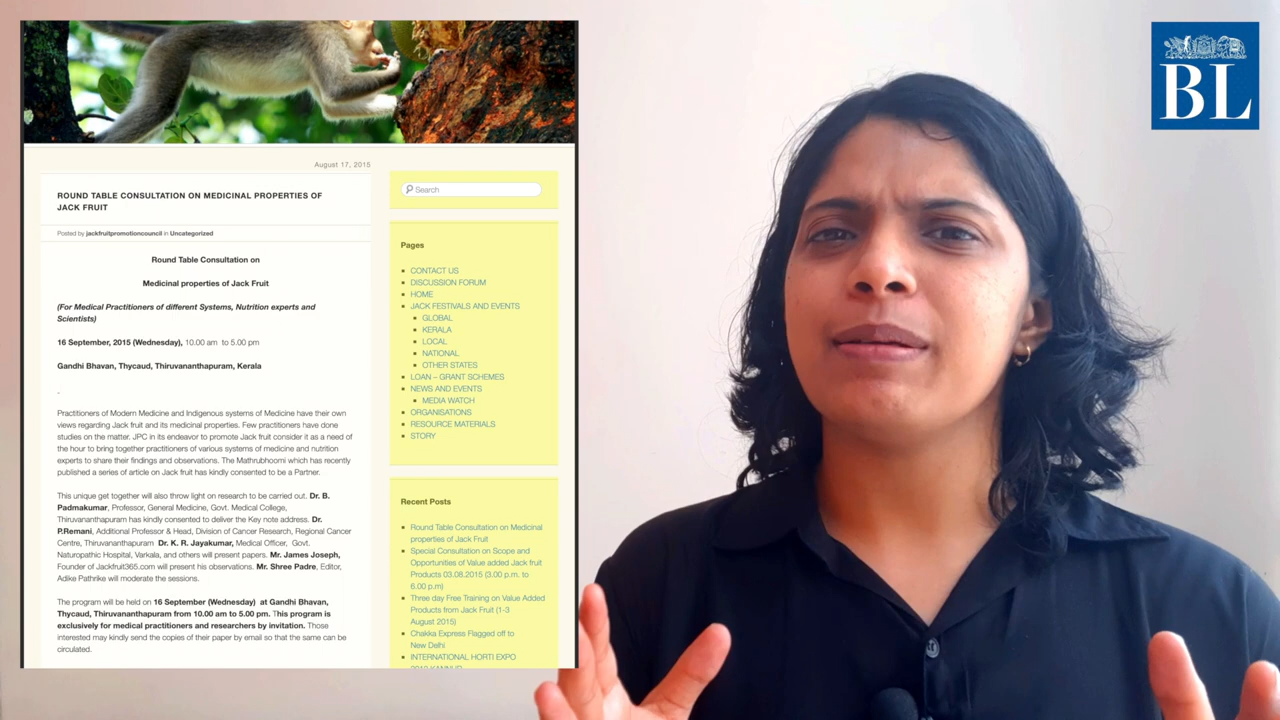 BL
August 17, 2015
ROUND TABLE CONSULTATION ON MEDICINAL PROPERTIES OF
JACK FRUIT
Posted by jackfruitpromotioncouncil in Uncategorized
Round Table Consultation on
Medicinal properties of Jack Fruit
(For Medical Practitioners of different Systems, Nutrition experts and
Scientists)
16 September, 2015 (Wednesday), 10.00 am to 5.00 pm
Gandhi Bhavan, Thycaud, Thiruvananthapuram, Kerala
.
Practitioners of Modern Medicine and Indigenous systems of Medicine have their own
views regarding Jack fruit and its medicinal properties. Few practitioners have done
studies on the matter. JPC in its endeavor to promote Jack fruit consider it as a need of
the hour to bring together practitioners of various systems of medicine and nutrition
experts to share their findings and observations. The Mathrubhoomi which has recently
published a series of article on Jack fruit has kindly consented to be a Partner.
This unique get together will also throw light on research to be carried out. Dr. B.
Padmakumar, Professor, General Medicine, Govt. Medical College,
Thiruvananthapuram has kindly consented to deliver the Key note address. Dr.
P.Remani, Additional Professor & Head, Division of Cancer Research, Regional Cancer
Centre, Thiruvananthapuram Dr. K. R. Jayakumar, Medical Officer, Govt.
Naturopathic Hospital, Varkala, and others will present papers. Mr. James Joseph,
Founder of Jackfruit365.com will present his observations. Mr. Shree Padre, Editor,
Adike Pathrike will moderate the sessions.
The program will be held on 16 September (Wednesday) at Gandhi Bhavan,
Thycaud, Thiruvananthapuram from 10.00 am to 5.00 pm. This program is
exclusively for medical practitioners and researchers by invitation. Those
interested may kindly send the copies of their paper by email so that the same can be
circulated.
Search
Pages
CONTACT US
DISCUSSION FORUM
HOME
JACK FESTIVALS AND EVENTS
GLOBAL
KERALA
LOCAL
NATIONAL
OTHER STATES
LOAN – GRANT SCHEMES
NEWS AND EVENTS
MEDIA WATCH
ORGANISATIONS
RESOURCE MATERIALS
STORY
Recent Posts
Round Table Consultation on Medicinal
properties of Jack Fruit
Special Consultation on Scope and
Opportunities of Value added Jack fruit
Products 03.08.2015 (3.00 p.m. to
6.00 p.m)
Three day Free Training on Value Added
Products from Jack Fruit (1-3
August 2015)
Chakka Express Flagged off to
New Delhi
INTERNATIONAL HORTI EXPO